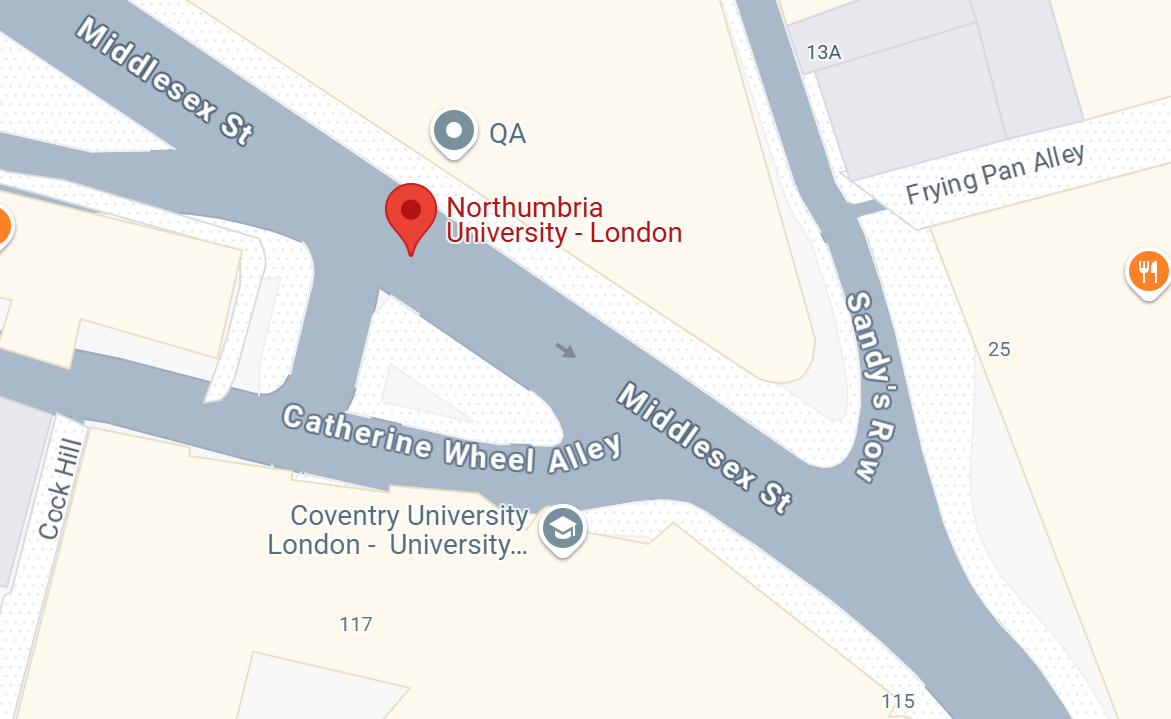 Middlesex St
13A
QA
Frying Pan Alley
Northumbria
University - London
Sandy's Row
25
Middlesex St
Catherine Wheel Alley
Cock Hill
Coventry University
London - University...
117
115